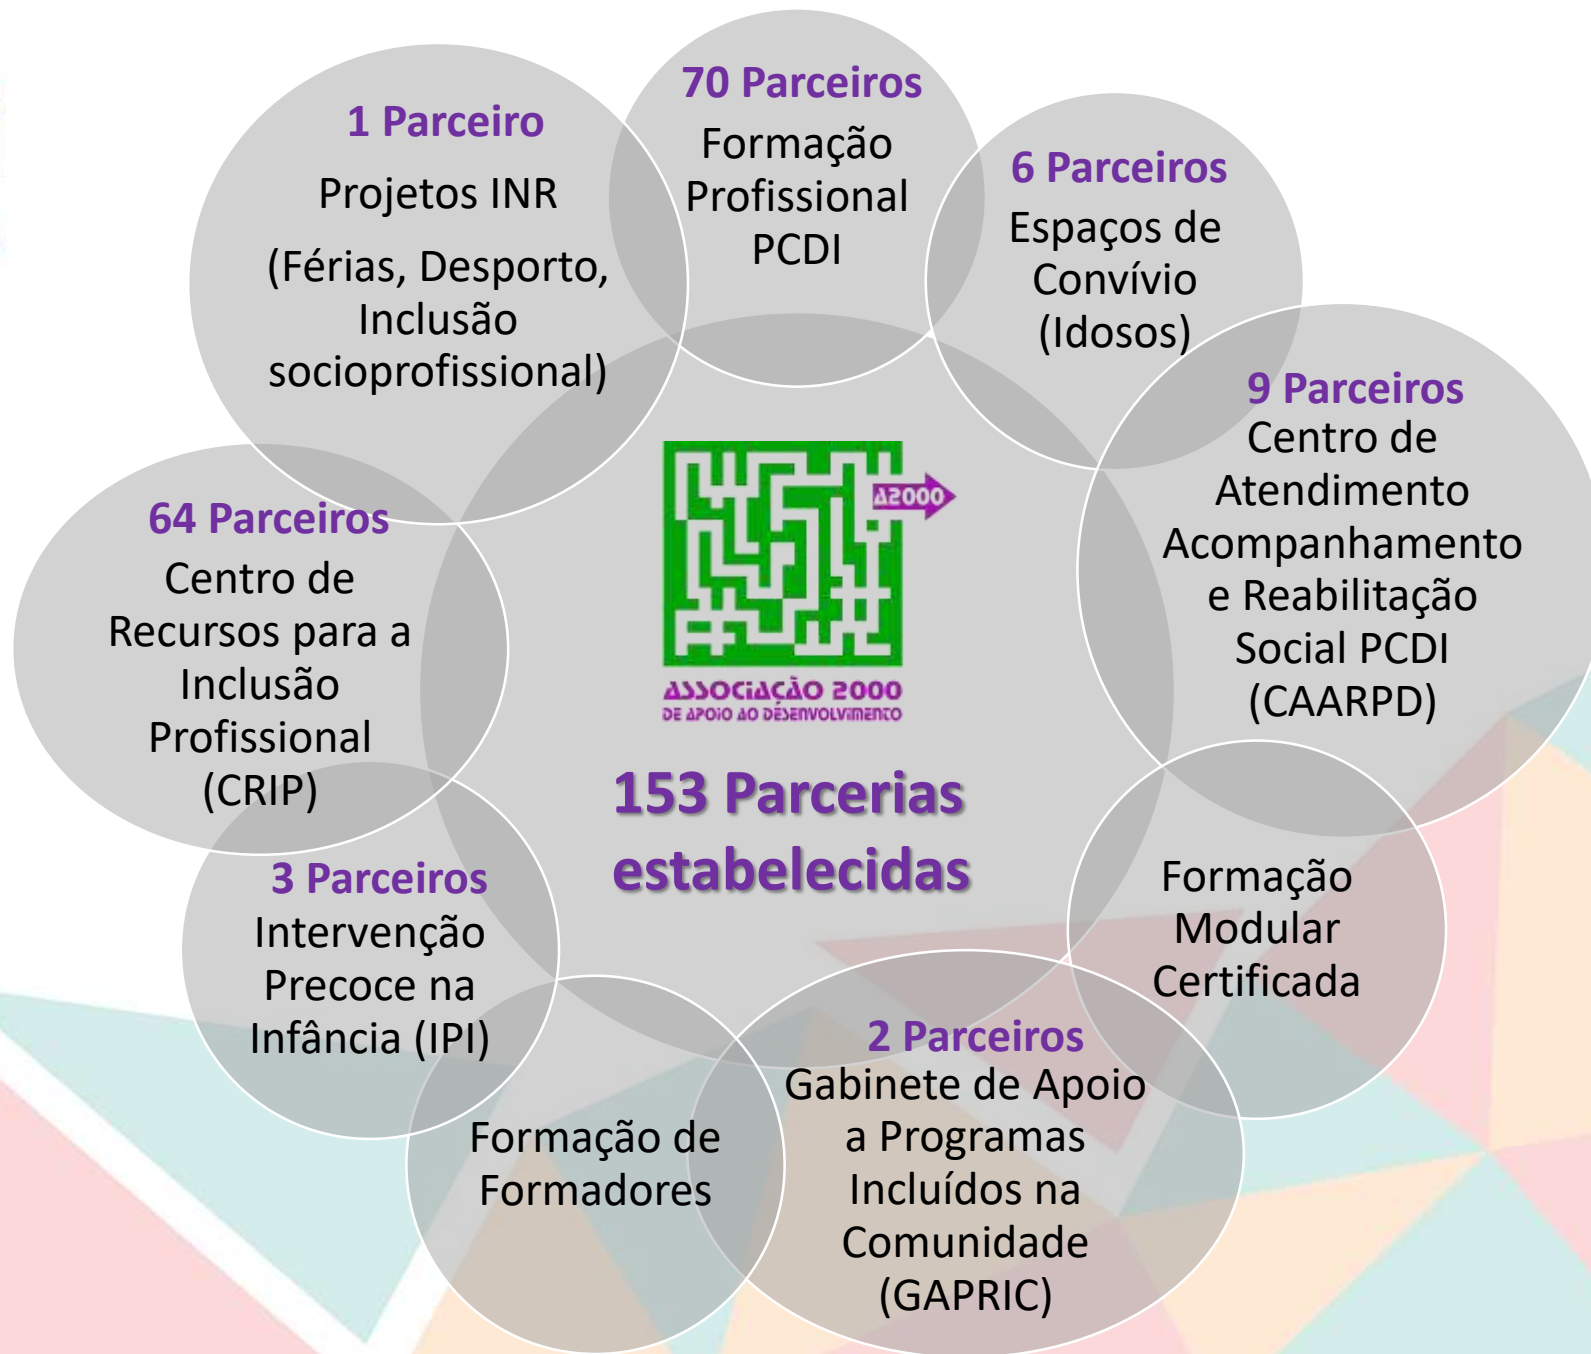 70 Parceiros
Formação
Profissional
PCDI
6 Parceiros
Espaços de
Convívio
(Idosos)
9 Parceiros
Centro de
Atendimento
Acompanhamento
e Reabilitação
Social PCDI
(CAARPD)
Formação
Modular
Certificada
2 Parceiros
Gabinete de Apoio
a Programas
Incluídos na
Comunidade
(GAPRIC)
Formação de
Formadores
3 Parceiros
Intervenção
Precoce na
Infância (IPI)
64 Parceiros
Centro de
Recursos para a
Inclusão
Profissional
(CRIP)
1 Parceiro
Projetos INR
(Férias, Desporto,
Inclusão
socioprofissional)
A2000
ASSOCIAÇÃO 2000
DE APOIO AO DESENVOLVIMENTO
153 Parcerias
estabelecidas